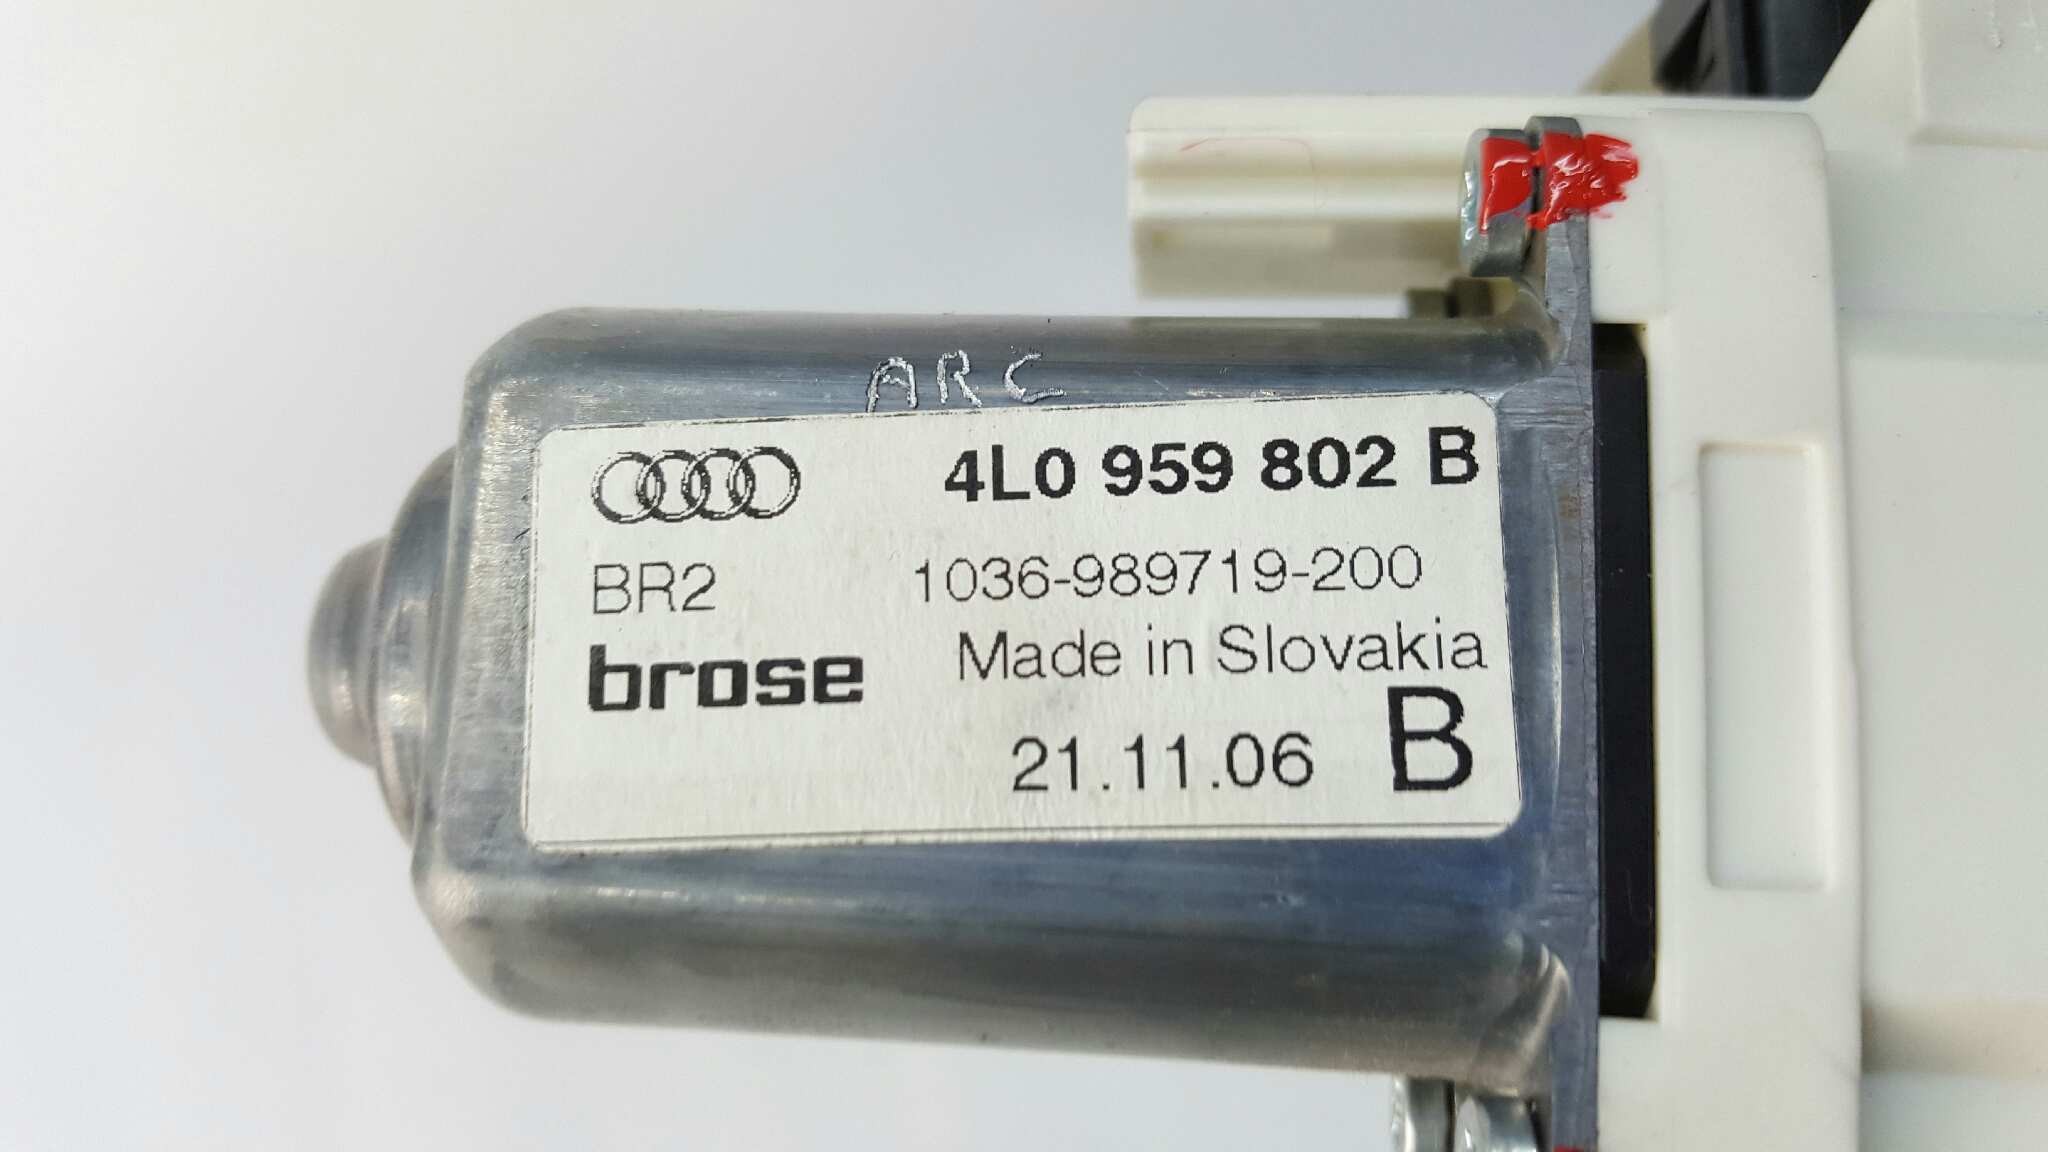 ARC
4L0 959 802 B
BR2 1036-989719-200
brose Made in Slovakia
21.11.06 B